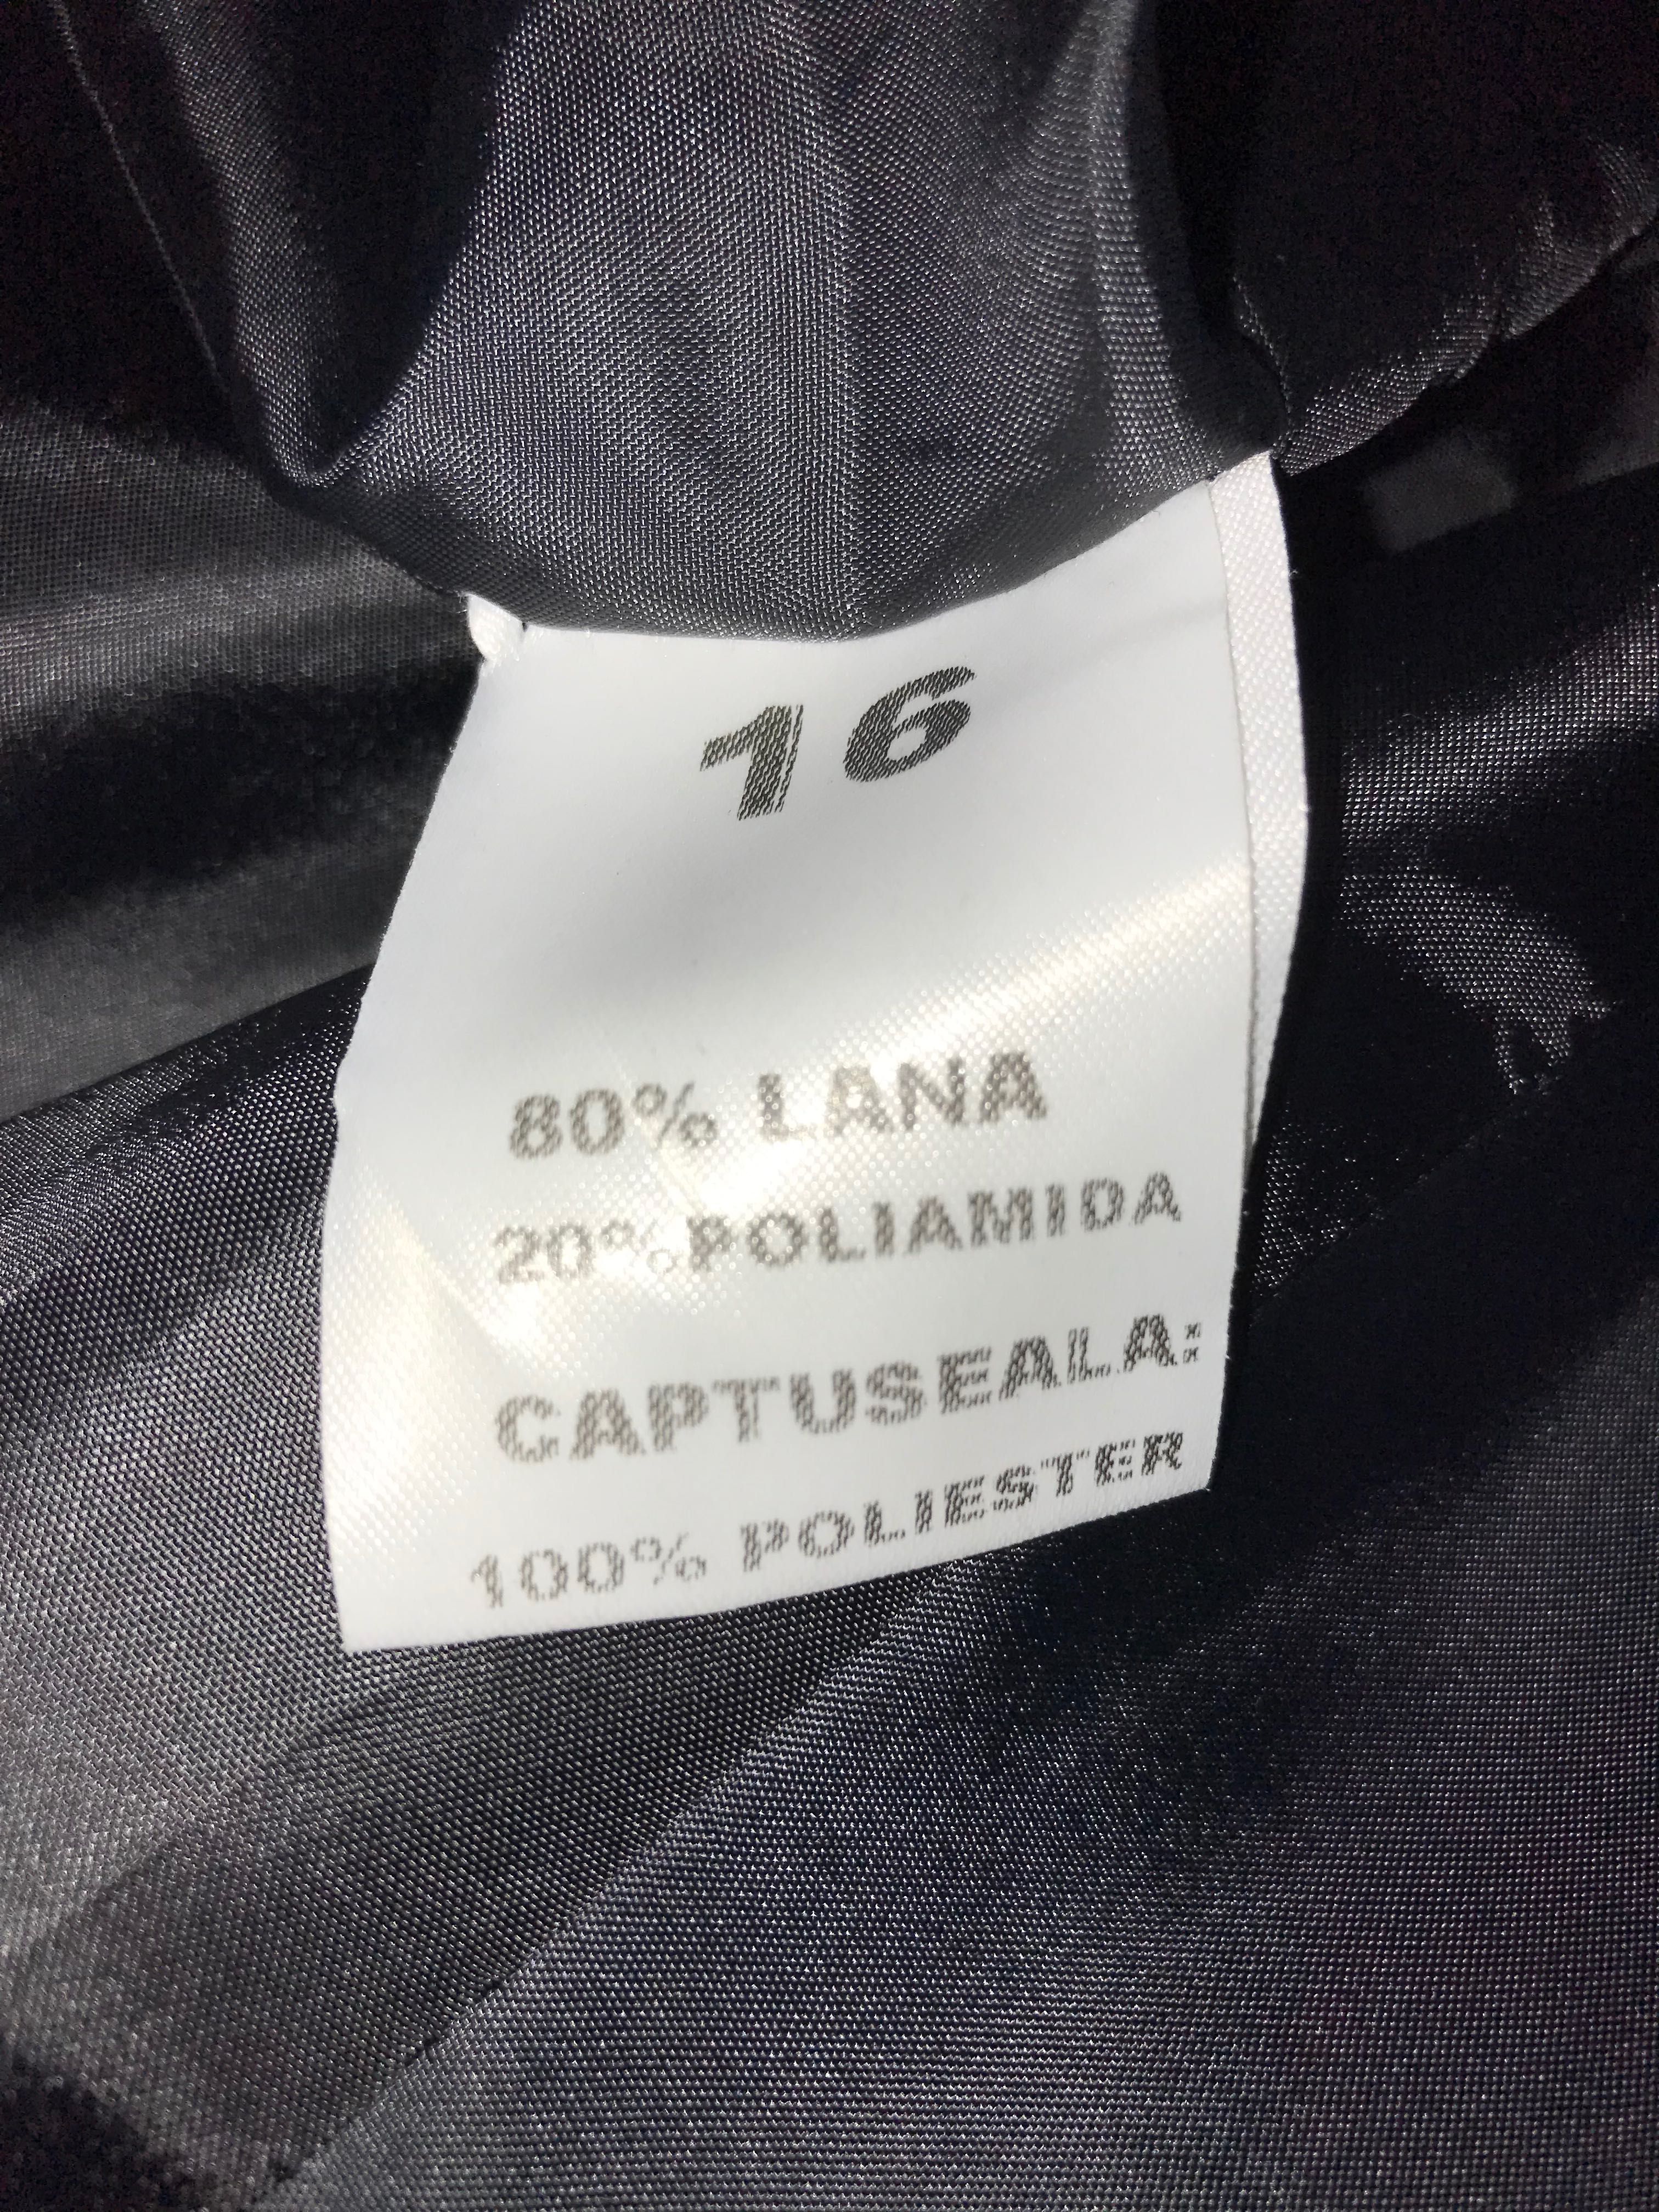 16
80% LANA
20%POLIAMIDA
CAPTUSEALA:
100% POLIESTER